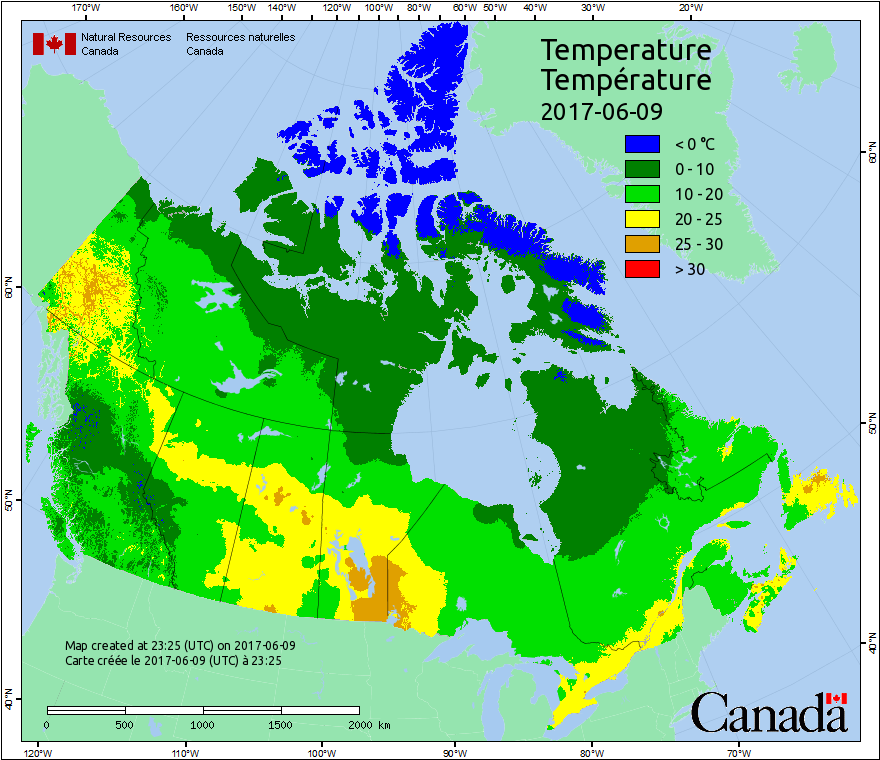 170°W 160°W 150°W 140°W 120°W 100°W 80°W 60°W 50°W 40°W 30°W 20°W
Natural Resources Canada
Ressources naturelles Canada
Temperature
Température
2017-06-09
< 0 °C
0 - 10
10 - 20
20 - 25
25 - 30
> 30
60°N
50°N
40°N
60°N
50°N
40°N
Map created at 23:25 (UTC) on 2017-06-09
Carte créée le 2017-06-09 (UTC) à 23:25
0 500 1000 1500 2000 km
Canada
120°W 110°W 100°W 90°W 80°W 70°W